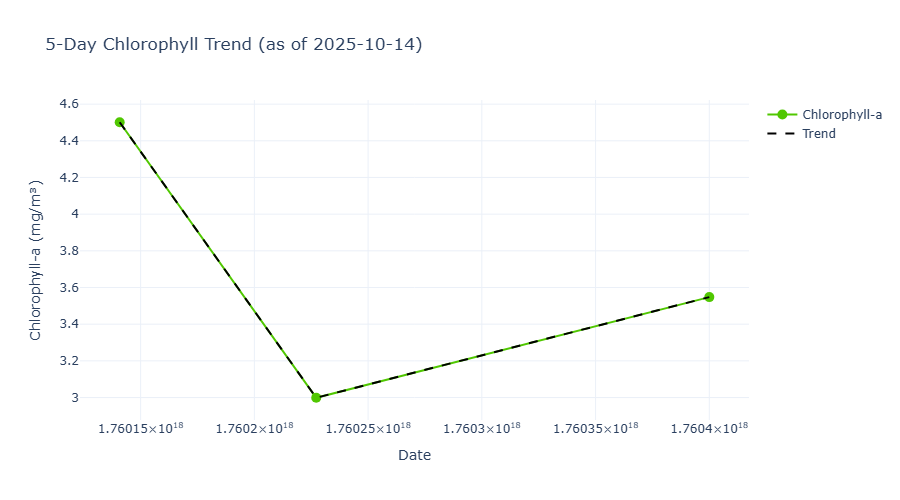 5-Day Chlorophyll Trend (as of 2025-10-14)
Chlorophyll-a
Trend
Chlorophyll-a (mg/m³)
4.6
4.4
4.2
4
3.8
3.6
3.4
3.2
3
1.76015×10¹⁸ 1.7602×10¹⁸ 1.76025×10¹⁸ 1.7603×10¹⁸ 1.76035×10¹⁸ 1.7604×10¹⁸
Date